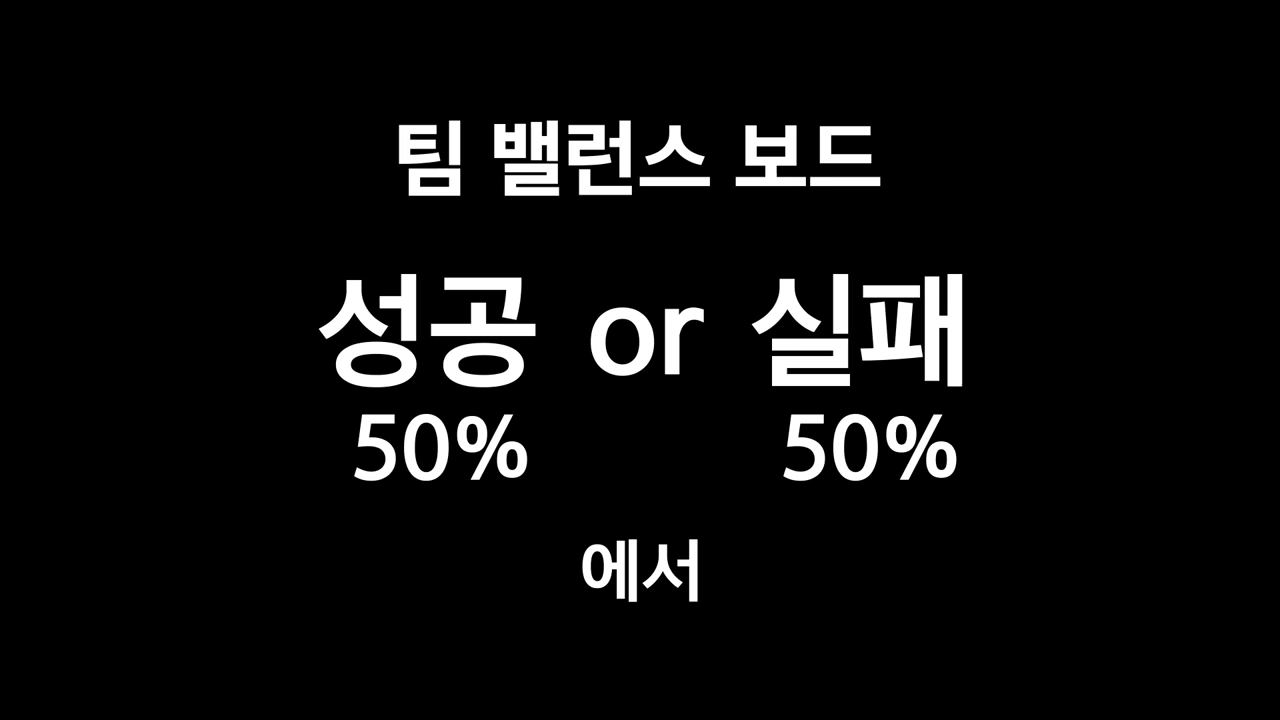 팀 밸런스 보드
성공 or 실패
50% 50%
에서